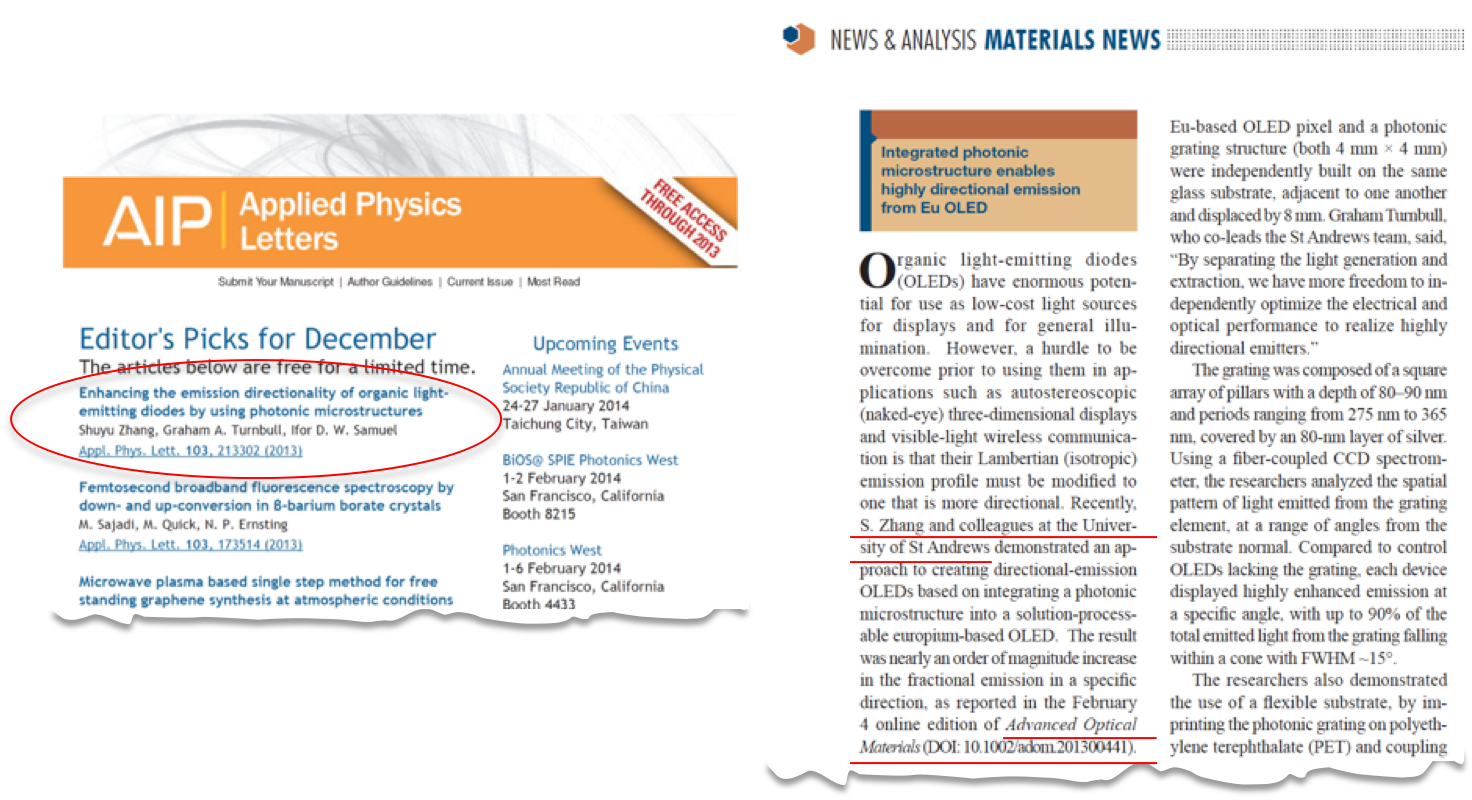 AIP | Applied Physics
Letters
FREE ACCESS
THROUGH 2013
Submit Your Manuscript | Author Guidelines | Current Issue | Most Read
Editor's Picks for December
The articles below are free for a limited time.
Enhancing the emission directionality of organic light-
emitting diodes by using photonic microstructures
Shuyu Zhang, Graham A. Turnbull, Ifor D. W. Samuel
Appl. Phys. Lett. 103, 213302 (2013)
Femtosecond broadband fluorescence spectroscopy by
down- and up-conversion in β-barium borate crystals
M. Sajadi, M. Quick, N. P. Ernsting
Appl. Phys. Lett. 103, 173514 (2013)
Microwave plasma based single step method for free
standing graphene synthesis at atmospheric conditions
Upcoming Events
Annual Meeting of the Physical
Society Republic of China
24-27 January 2014
Taichung City, Taiwan
BiOS@ SPIE Photonics West
1-2 February 2014
San Francisco, California
Booth 8215
Photonics West
1-6 February 2014
San Francisco, California
Booth 4433
NEWS & ANALYSIS MATERIALS NEWS
Integrated photonic
microstructure enables
highly directional emission
from Eu OLED
Organic light-emitting diodes
(OLEDs) have enormous poten-
tial for use as low-cost light sources
for displays and for general illu-
mination. However, a hurdle to be
overcome prior to using them in ap-
plications such as autostereoscopic
(naked-eye) three-dimensional displays
and visible-light wireless communica-
tion is that their Lambertian (isotropic)
emission profile must be modified to
one that is more directional. Recently,
S. Zhang and colleagues at the Univer-
sity of St Andrews demonstrated an ap-
proach to creating directional-emission
OLEDs based on integrating a photonic
microstructure into a solution-process-
able europium-based OLED. The result
was nearly an order of magnitude increase
in the fractional emission in a specific
direction, as reported in the February
4 online edition of Advanced Optical
Materials (DOI: 10.1002/adom.201300441).
Eu-based OLED pixel and a photonic
grating structure (both 4 mm × 4 mm)
were independently built on the same
glass substrate, adjacent to one another
and displaced by 8 mm. Graham Turnbull,
who co-leads the St Andrews team, said,
“By separating the light generation and
extraction, we have more freedom to in-
dependently optimize the electrical and
optical performance to realize highly
directional emitters.”
The grating was composed of a square
array of pillars with a depth of 80–90 nm
and periods ranging from 275 nm to 365
nm, covered by an 80-nm layer of silver.
Using a fiber-coupled CCD spectrom-
eter, the researchers analyzed the spatial
pattern of light emitted from the grating
element, at a range of angles from the
substrate normal. Compared to control
OLEDs lacking the grating, each device
displayed highly enhanced emission at
a specific angle, with up to 90% of the
total emitted light from the grating falling
within a cone with FWHM ~15°.
The researchers also demonstrated
the use of a flexible substrate, by im-
printing the photonic grating on polyeth-
ylene terephthalate (PET) and coupling